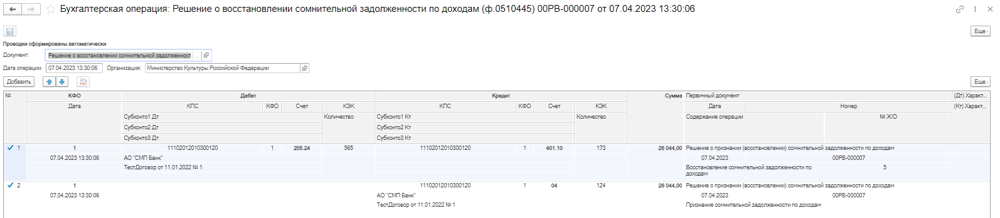 Бухгалтерская операция: Решение о восстановлении сомнительной задолженности по доходам (ф.0510445) 00РВ-000007 от 07.04.2023 13:30:06
Еще
Проводки сформированы автоматически
Документ: Решение о восстановлении сомнительной задолженност ...
Дата операции: 07.04.2023 13:30:06 Организация: Министерство Культуры Российской Федерации
Добавить Еще
№ КФО Дебет Кредит Сумма Первичный документ (Дт) Характ...
Дата КПС КФО Счет КЭК КПС КФО Счет КЭК Дата Номер (Кт) Характ...
Субконто1 Дт Количество Субконто1 Кт Количество Содержание операции № Ж/О
Субконто2 Дт Субконто2 Кт
Субконто3 Дт Субконто3 Кт
1 1 11102012010300120 1 205.24 565 11102012010300120 1 401.10 173 26 044,00 Решение о признании (восстановлении) сомнительной задолженности по доходам
07.04.2023 13:30:06 АО "СМП Банк" 07.04.2023 00РВ-000007
ТестДоговор от 11.01.2022 № 1 Восстановление сомнительной задолженности по 5
доходам
2 1 11102012010300120 1 04 124 26 044,00 Решение о признании (восстановлении) сомнительной задолженности по доходам
07.04.2023 13:30:06 АО "СМП Банк" 07.04.2023 00РВ-000007
ТестДоговор от 11.01.2022 № 1 Признание сомнительной задолженности по доходам